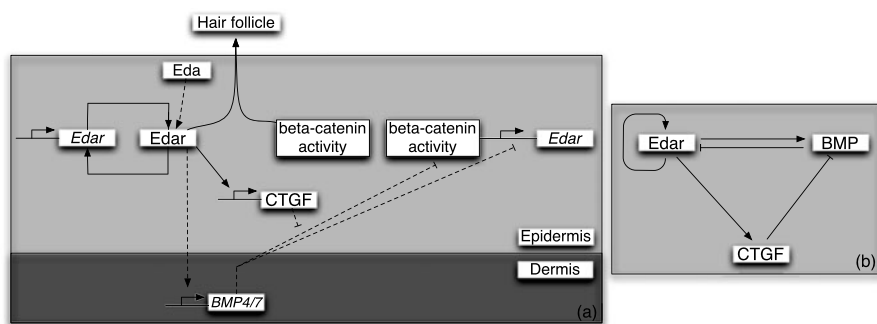 Hair follicle
Eda
Edar
Edar
beta-catenin
activity
beta-catenin
activity
Edar
CTGF
Epidermis
Dermis
BMP4/7
(a)
Edar
BMP
CTGF
(b)